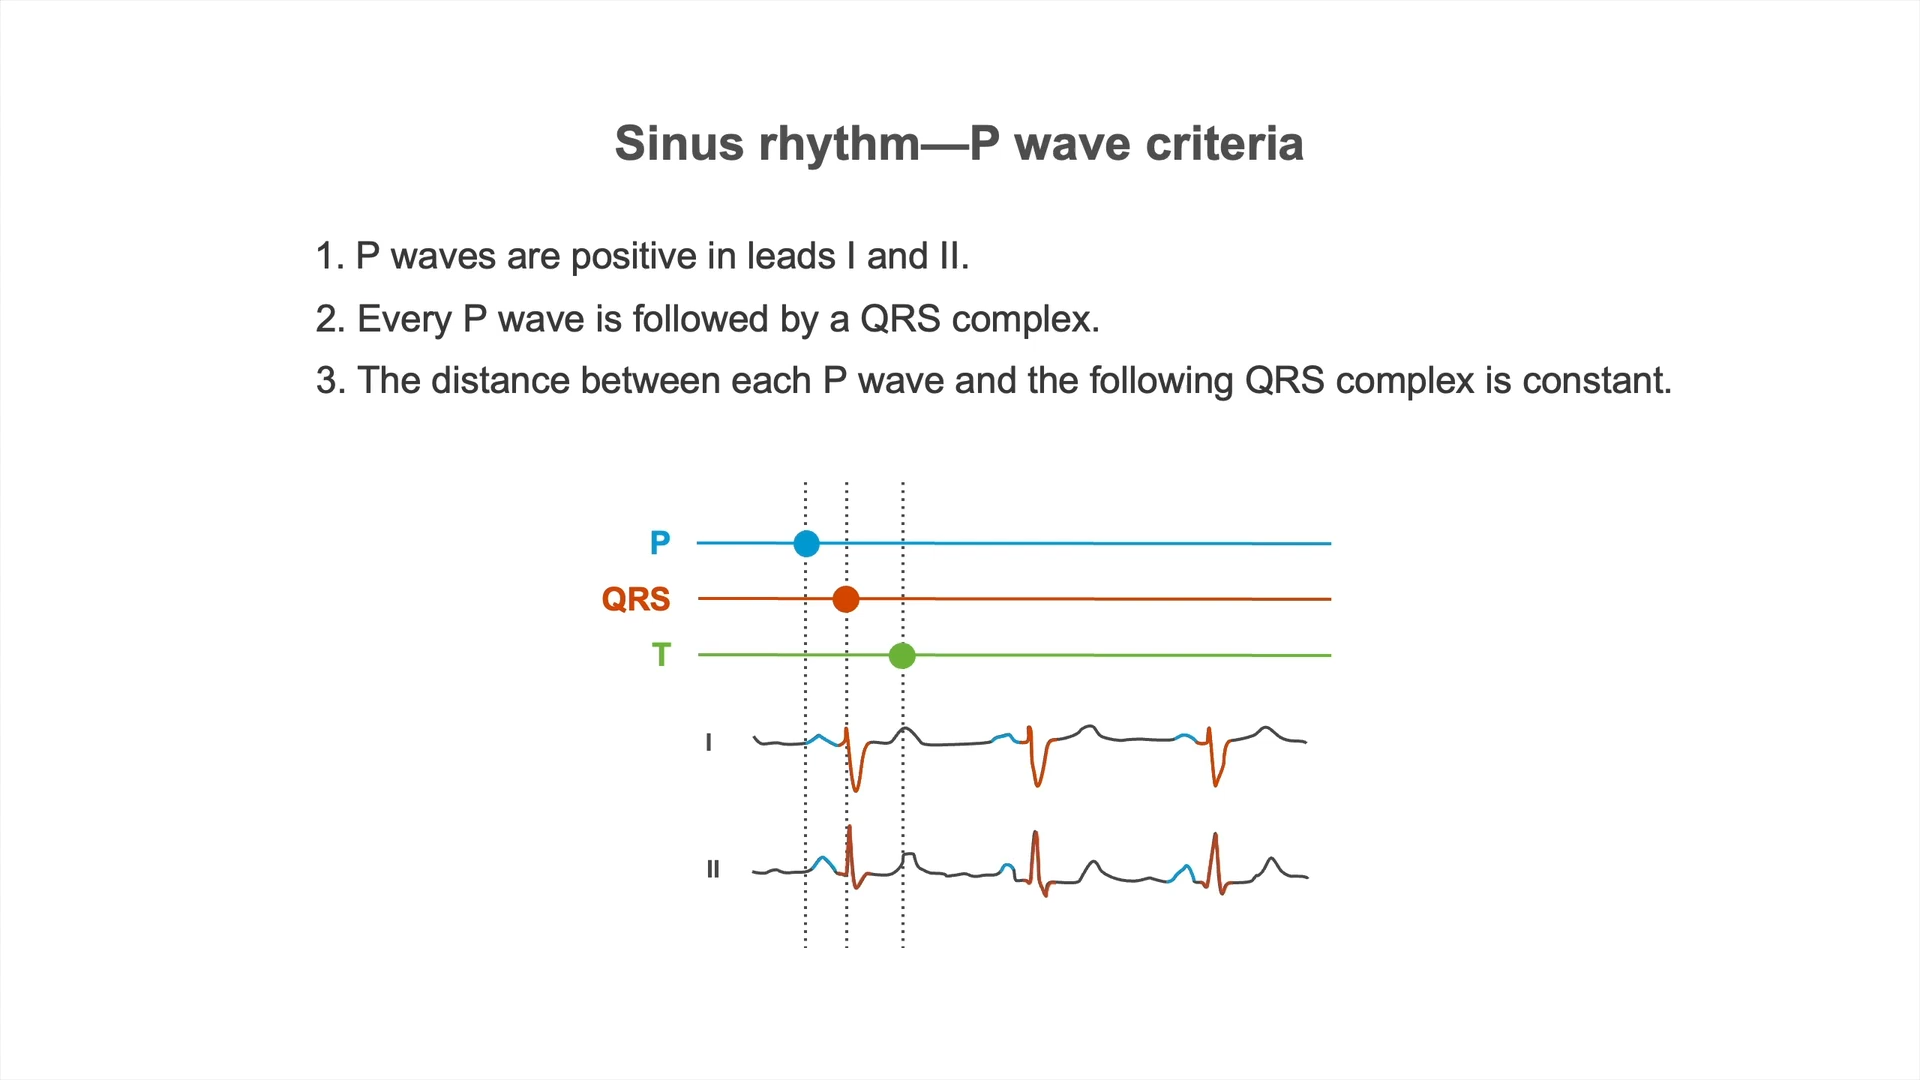 Sinus rhythm—P wave criteria
1. P waves are positive in leads I and II.
2. Every P wave is followed by a QRS complex.
3. The distance between each P wave and the following QRS complex is constant.
P
QRS
T
I
II